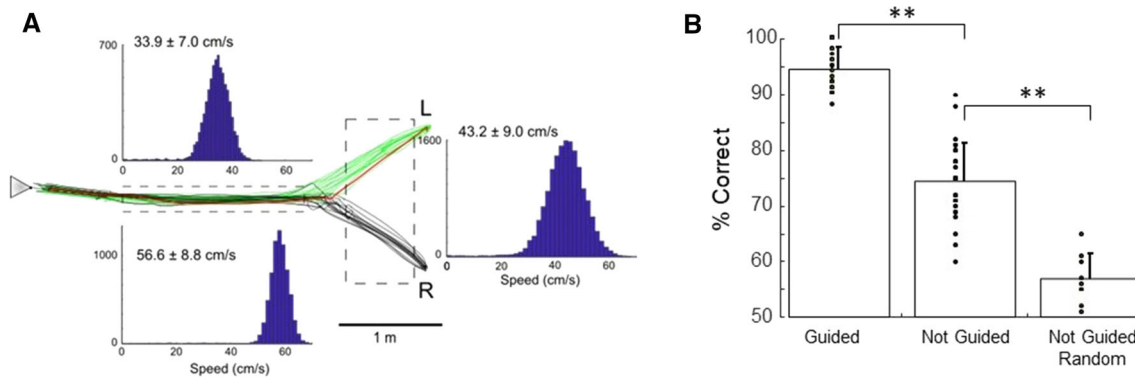 A
700
33.9 ± 7.0 cm/s
0
0
20
40
60
L
1600
43.2 ± 9.0 cm/s
0
0
20
40
60
Speed (cm/s)
1000
56.6 ± 8.8 cm/s
0
0
20
40
60
Speed (cm/s)
R
1 m
B
**
**
100
90
80
70
60
50
% Correct
Guided
Not Guided
Not Guided
Random